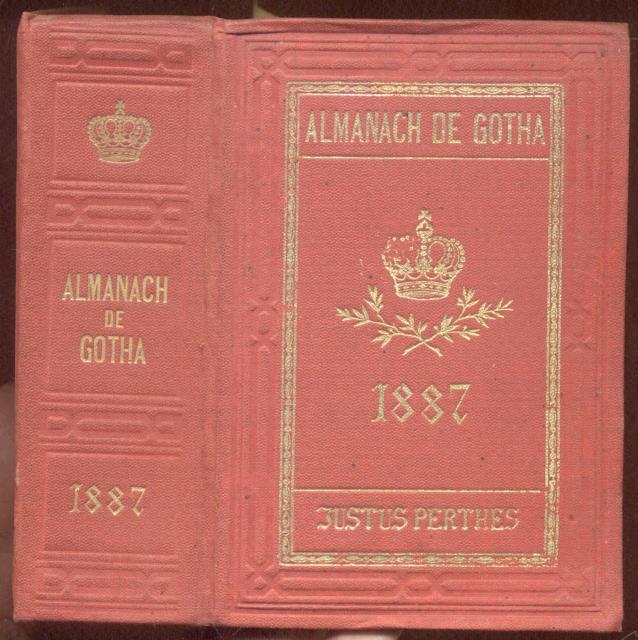 ALMANACH
DE
GOTHA
1887
ALMANACH DE GOTHA
1887
JUSTUS PERTHES